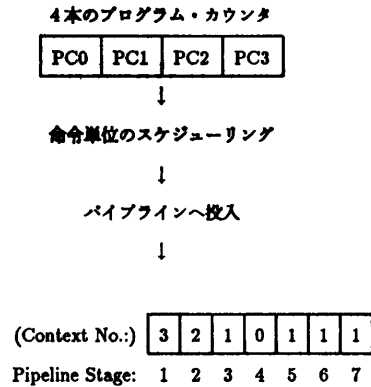 4本のプログラム・カウンタ
PC0 PC1 PC2 PC3
↓
命令単位のスケジューリング
↓
パイプラインへ投入
↓
(Context No.:) 3 2 1 0 1 1 1
Pipeline Stage: 1 2 3 4 5 6 7